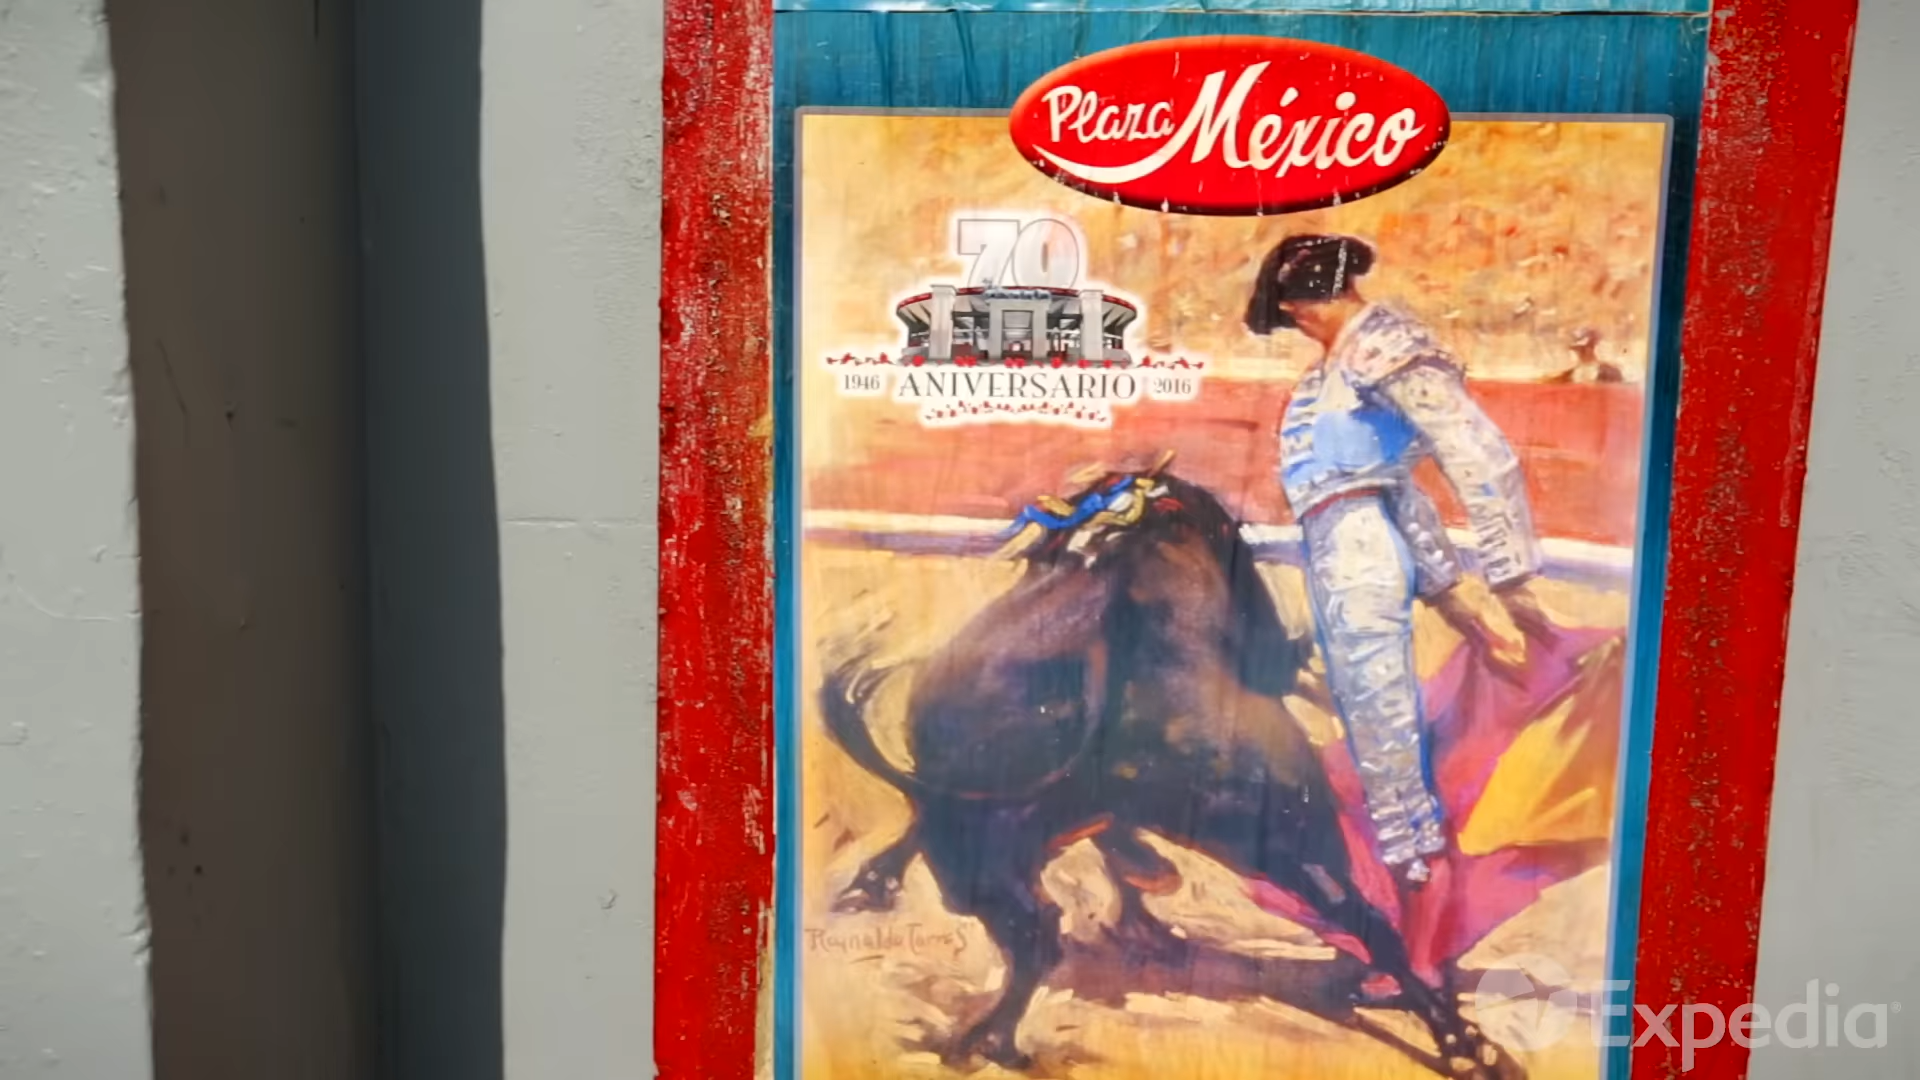 Plaza México
70
1946 ANIVERSARIO 2016
Reynaldo Torres
Expedia